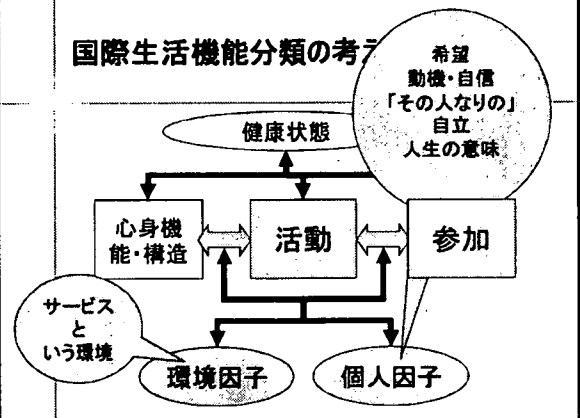 国際生活機能分類の考え
希望
動機・自信
「その人なりの」
自立
人生の意味
健康状態
心身機
能・構造
活動
参加
サービス
と
いう環境
環境因子
個人因子